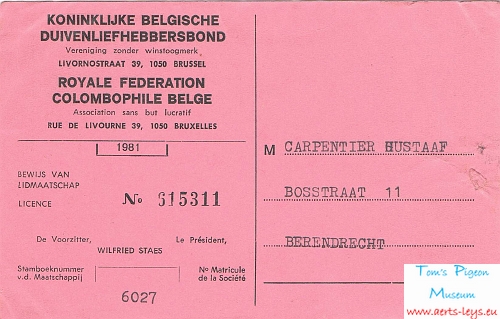 KONINKLIJKE BELGISCHE
DUIVENLIEFHEBBERSBOND
Vereniging zonder winstoogmerk
LIVORNOSTRAAT 39, 1050 BRUSSEL
ROYALE FEDERATION
COLOMBOPHILE BELGE
Association sans but lucratif
RUE DE LIVOURNE 39, 1050 BRUXELLES
1981
BEWIJS VAN
LIDMAATSCHAP
LICENCE
No 615311
De Voorzitter,
Le Président,
WILFRIED STAES
Stamboeknummer
v.d. Maatschappij
No Matricule
de la Société
6027
M CARPENTIER HUSTAAF
BOSSTRAAT 11
BERENDRECHT
Tom's Pigeon
Museum
www.aerts-leys.eu